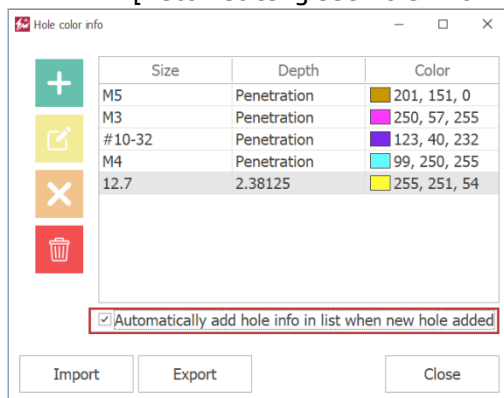 Hole color info
Size Depth Color
M5 Penetration 201, 151, 0
M3 Penetration 250, 57, 255
#10-32 Penetration 123, 40, 232
M4 Penetration 99, 250, 255
12.7 2.38125 255, 251, 54
Automatically add hole info in list when new hole added
Import Export Close